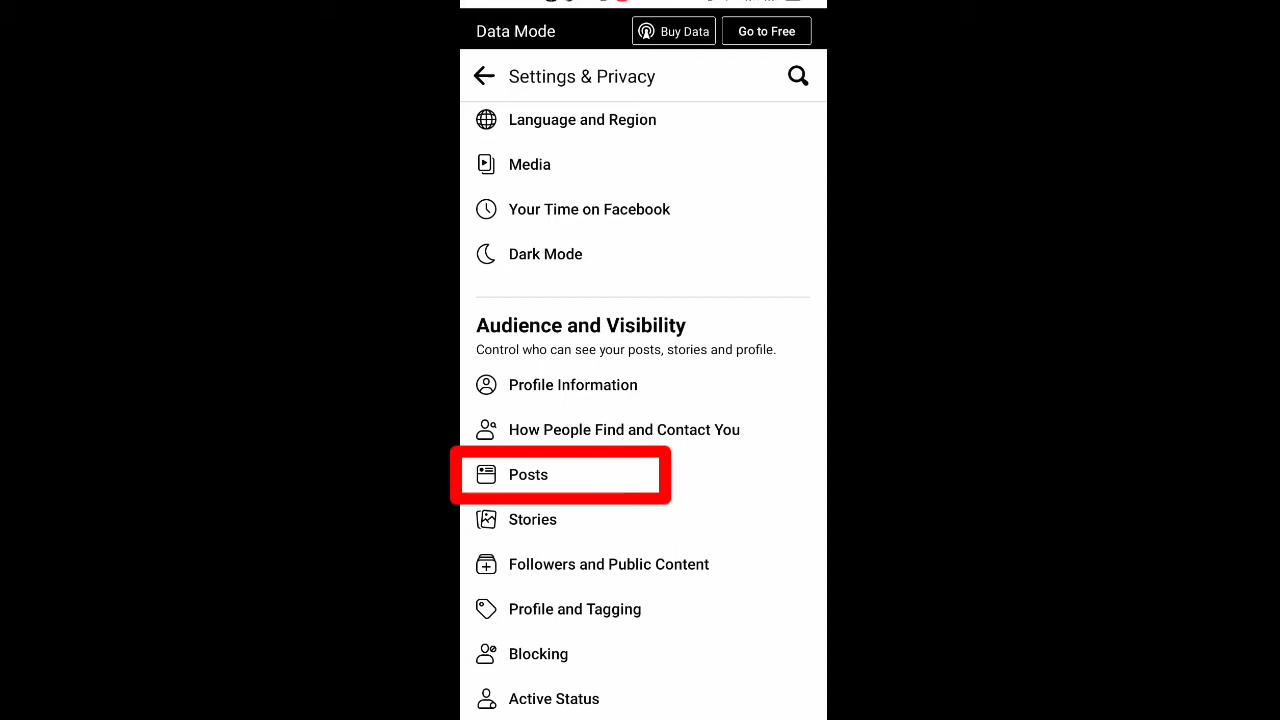 Data Mode
Buy Data
Go to Free
Settings & Privacy
Language and Region
Media
Your Time on Facebook
Dark Mode
Audience and Visibility
Control who can see your posts, stories and profile.
Profile Information
How People Find and Contact You
Posts
Stories
Followers and Public Content
Profile and Tagging
Blocking
Active Status